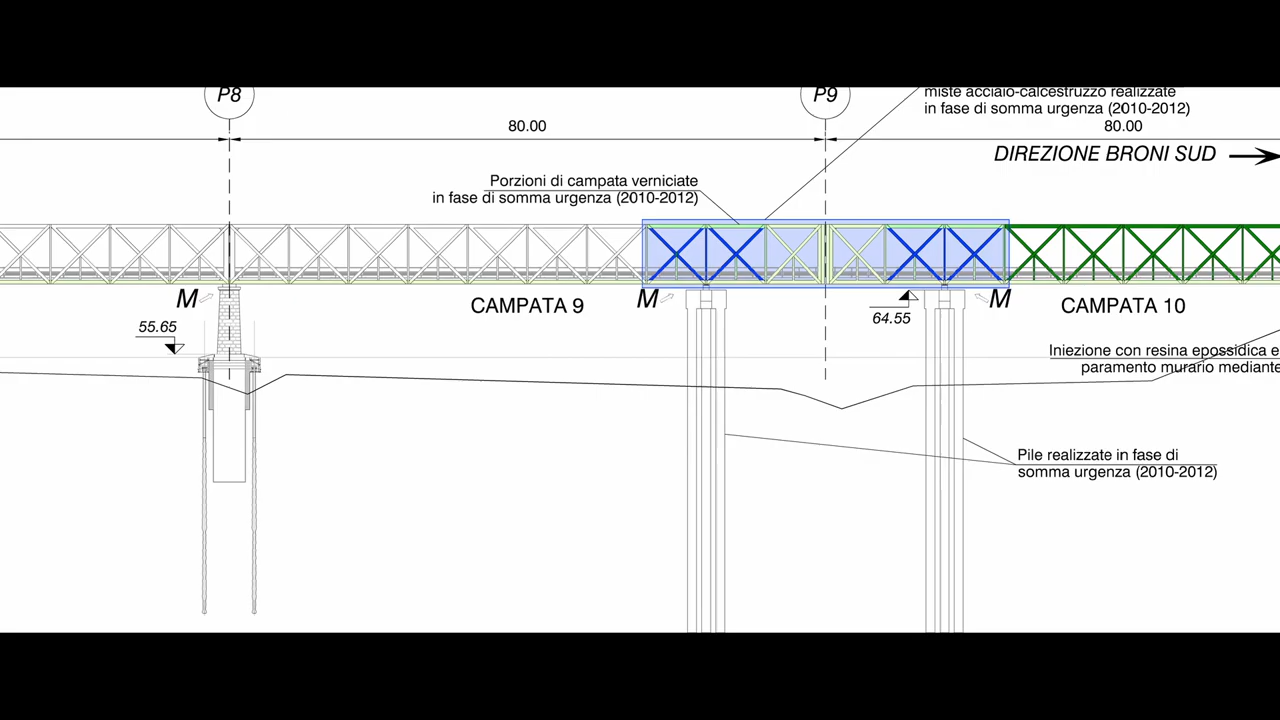 P8
P9
miste acciaio-calcestruzzo realizzate
in fase di somma urgenza (2010-2012)
80.00
80.00
DIREZIONE BRONI SUD
Porzioni di campata verniciate
in fase di somma urgenza (2010-2012)
M
CAMPATA 9
M
64.55
M
CAMPATA 10
55.65
Iniezione con resina epossidica e
paramento murario mediante
Pile realizzate in fase di
somma urgenza (2010-2012)